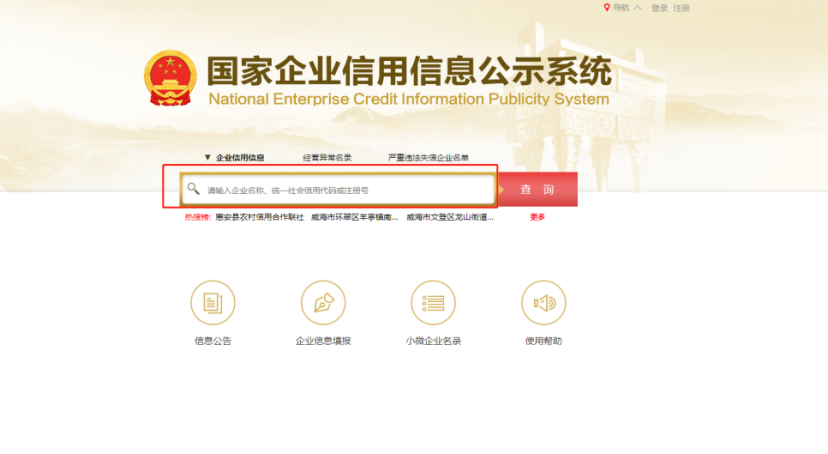 导航 登录 注册
国家企业信用信息公示系统
National Enterprise Credit Information Publicity System
企业信用信息 经营异常名录 严重违法失信企业名单
请输入企业名称、统一社会信用代码或注册号 查 询
热搜榜: 惠安县农村信用合作联社 威海市环翠区羊亭镇南... 威海市文登区龙山街道... 更多
信息公告 企业信息填报 小微企业名录 使用帮助